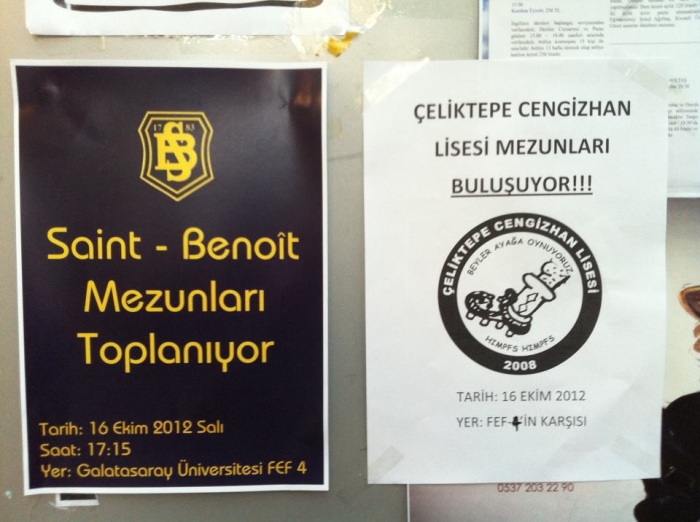 17 83
SB
Saint - Benoît
Mezunları
Toplanıyor
Tarih: 16 Ekim 2012 Salı
Saat: 17:15
Yer: Galatasaray Üniversitesi FEF 4
ÇELİKTEPE CENGİZHAN
LİSESİ MEZUNLARI
BULUŞUYOR!!!
ÇELİKTEPE CENGİZHAN LİSESİ
BEYLER AYAĞA OYNUYORUZ
HIMPFS HIMPFS
2008
TARİH: 16 EKİM 2012
YER: FEF-4'İN KARŞISI
0537 203 22 90